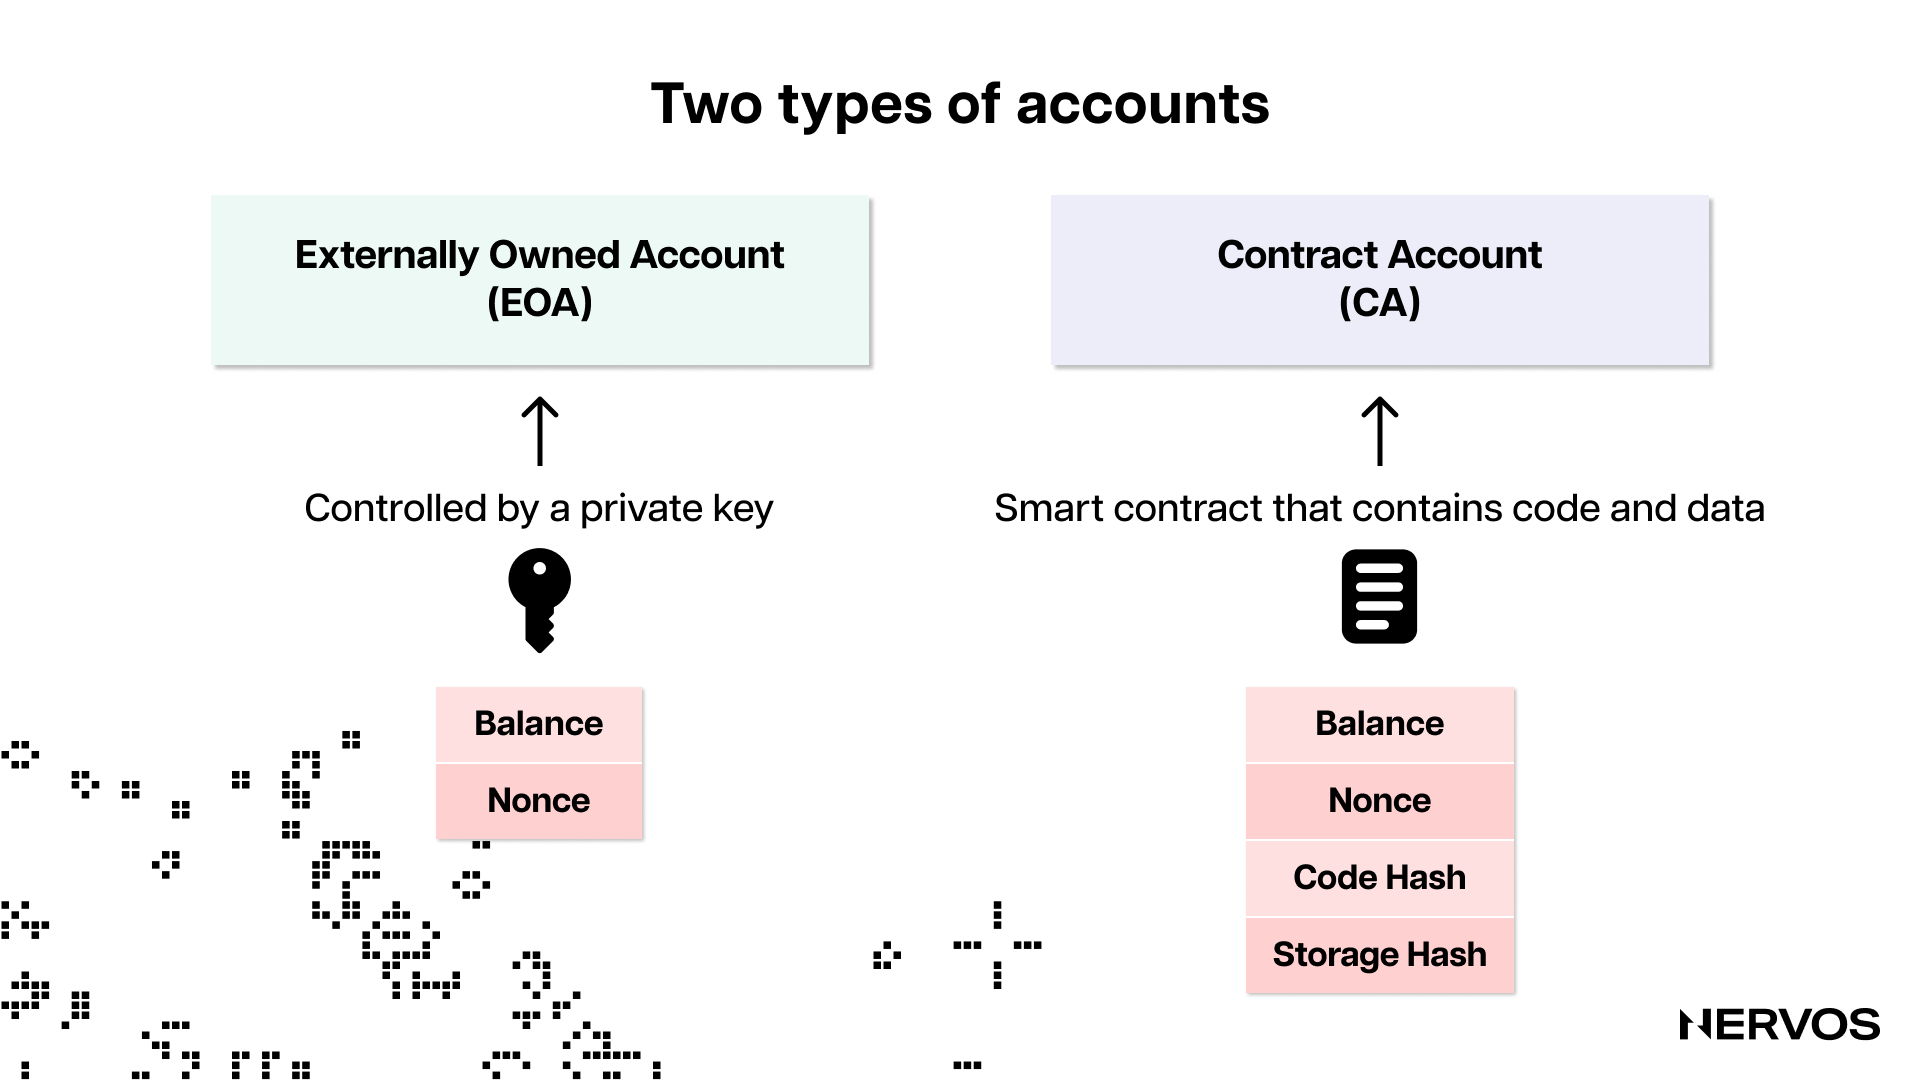 Two types of accounts
Externally Owned Account
(EOA)
Controlled by a private key
Balance
Nonce
Contract Account
(CA)
Smart contract that contains code and data
Balance
Nonce
Code Hash
Storage Hash
NERVOS